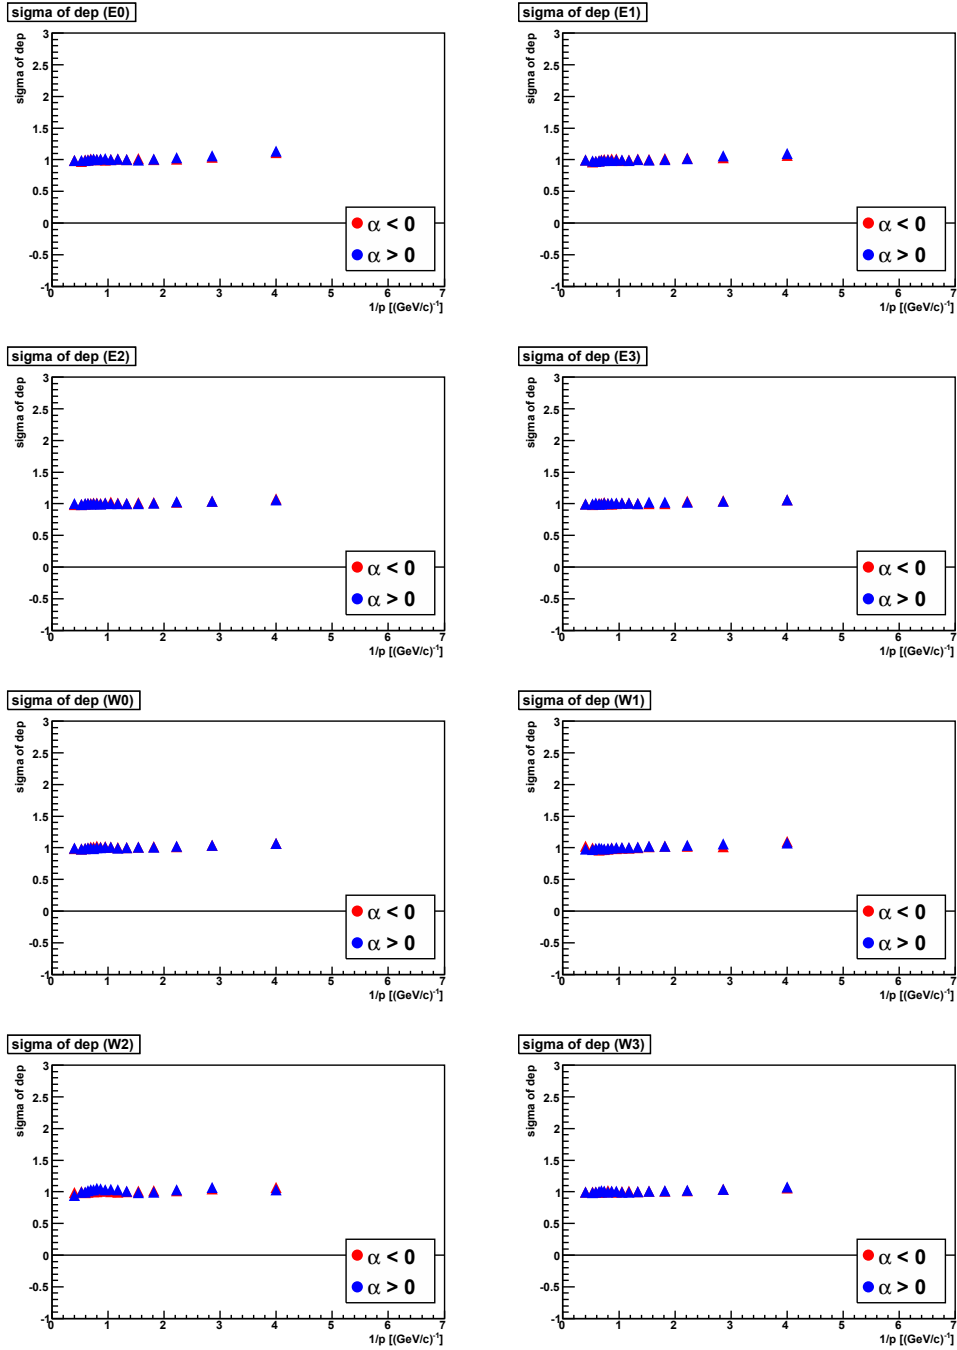 sigma of dep (E0)
sigma of dep
3
2.5
2
1.5
1
0.5
0
-0.5
-1
α < 0
α > 0
0 1 2 3 4 5 6 7
1/p [(GeV/c)-1]
sigma of dep (E1)
sigma of dep
3
2.5
2
1.5
1
0.5
0
-0.5
-1
α < 0
α > 0
0 1 2 3 4 5 6 7
1/p [(GeV/c)-1]
sigma of dep (E2)
sigma of dep
3
2.5
2
1.5
1
0.5
0
-0.5
-1
α < 0
α > 0
0 1 2 3 4 5 6 7
1/p [(GeV/c)-1]
sigma of dep (E3)
sigma of dep
3
2.5
2
1.5
1
0.5
0
-0.5
-1
α < 0
α > 0
0 1 2 3 4 5 6 7
1/p [(GeV/c)-1]
sigma of dep (W0)
sigma of dep
3
2.5
2
1.5
1
0.5
0
-0.5
-1
α < 0
α > 0
0 1 2 3 4 5 6 7
1/p [(GeV/c)-1]
sigma of dep (W1)
sigma of dep
3
2.5
2
1.5
1
0.5
0
-0.5
-1
α < 0
α > 0
0 1 2 3 4 5 6 7
1/p [(GeV/c)-1]
sigma of dep (W2)
sigma of dep
3
2.5
2
1.5
1
0.5
0
-0.5
-1
α < 0
α > 0
0 1 2 3 4 5 6 7
1/p [(GeV/c)-1]
sigma of dep (W3)
sigma of dep
3
2.5
2
1.5
1
0.5
0
-0.5
-1
α < 0
α > 0
0 1 2 3 4 5 6 7
1/p [(GeV/c)-1]